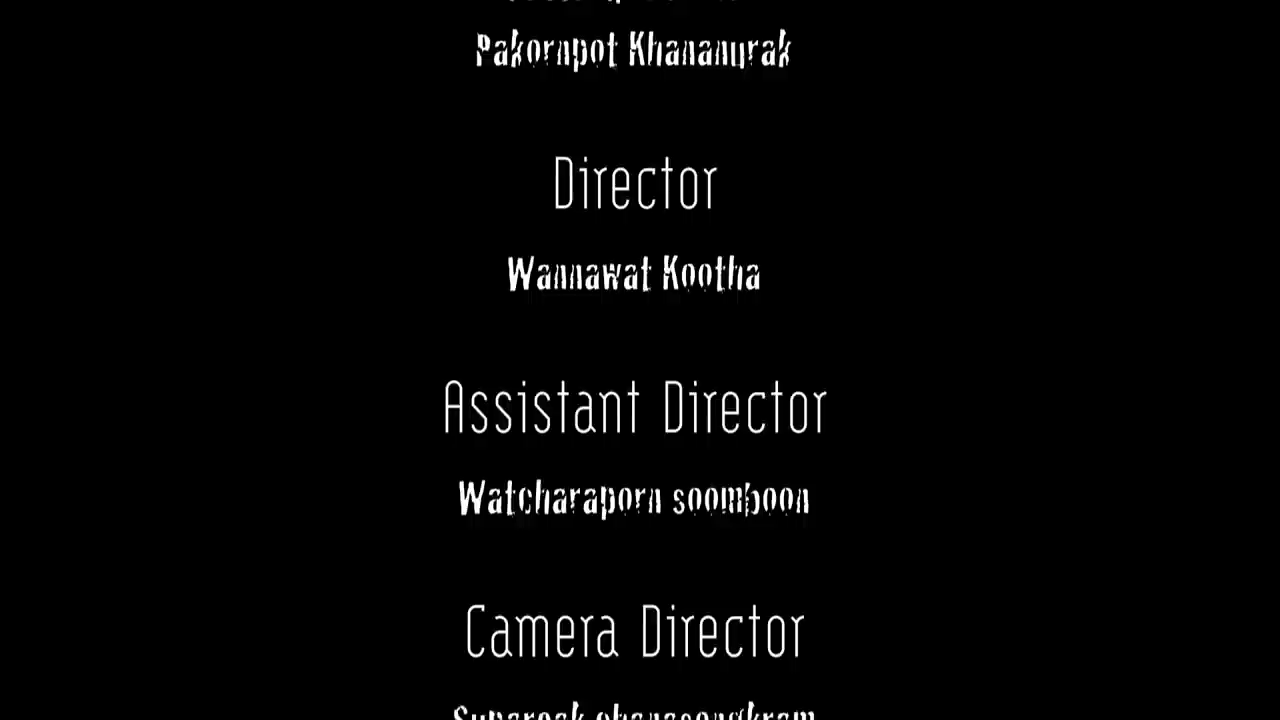 Pakornpot Khananurak
Director
Wannawat Kootha
Assistant Director
Watcharaporn soomboon
Camera Director